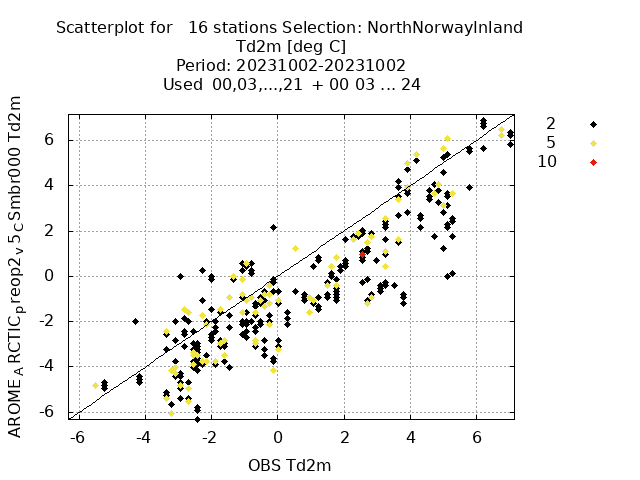 Scatterplot for 16 stations Selection: NorthNorwayInland
Td2m [deg C]
Period: 20231002-20231002
Used 00,03,...,21 + 00 03 ... 24
2
5
10
AROME_ARCTIC_preop2.v5_CSmbr000 Td2m
6
4
2
0
-2
-4
-6
-6 -4 -2 0 2 4 6
OBS Td2m